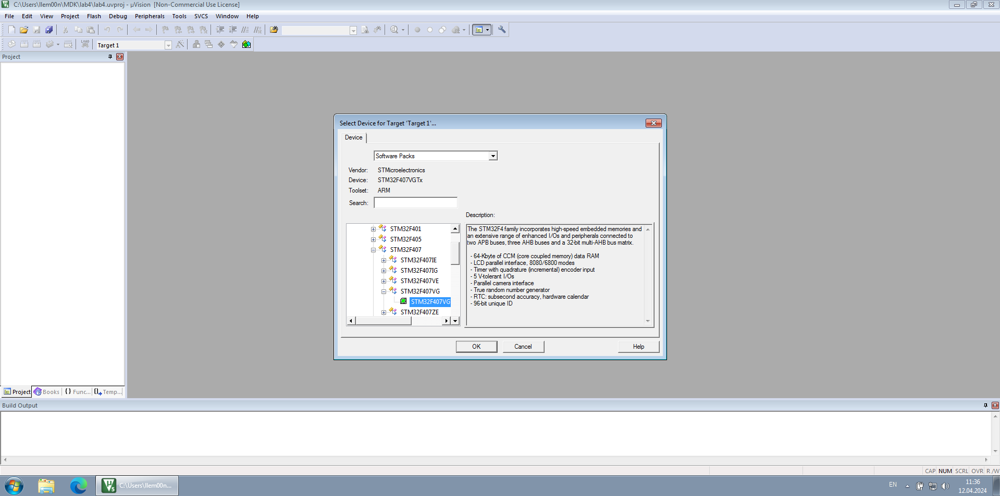 C:\Users\llem00n\MDK\lab4\lab4.uvproj - µVision  [Non-Commercial Use License]
File Edit View Project Flash Debug Peripherals Tools SVCS Window Help
LOAD Target 1
Project
Select Device for Target 'Target 1'...
Device
Software Packs
Vendor: STMicroelectronics
Device: STM32F407VGTx
Toolset: ARM
Search:
Description:
STM32F401
STM32F405
STM32F407
STM32F407IE
STM32F407IG
STM32F407VE
STM32F407VG
STM32F407VG
STM32F407ZE
The STM32F4 family incorporates high-speed embedded memories and
an extensive range of enhanced I/Os and peripherals connected to
two APB buses, three AHB buses and a 32-bit multi-AHB bus matrix.
- 64-Kbyte of CCM (core coupled memory) data RAM
- LCD parallel interface, 8080/6800 modes
- Timer with quadrature (incremental) encoder input
- 5 V-tolerant I/Os
- Parallel camera interface
- True random number generator
- RTC: subsecond accuracy, hardware calendar
- 96-bit unique ID
OK Cancel Help
Project Books {} Func... Temp...
Build Output
CAP NUM SCRL OVR R/W
C:\Users\llem00n...
EN
11:36
12.04.2024